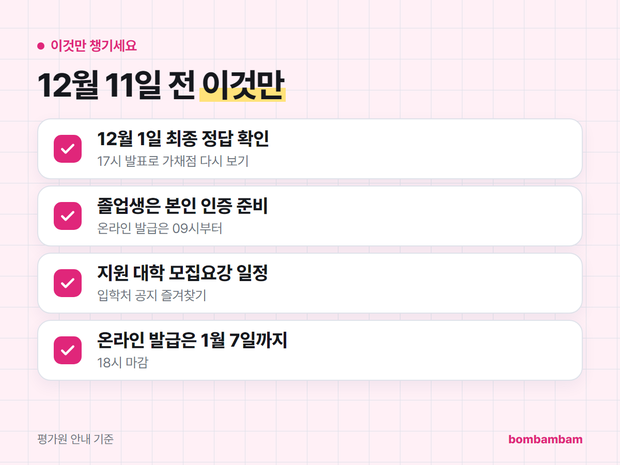 이것만 챙기세요
12월 11일 전 이것만
12월 1일 최종 정답 확인
17시 발표로 가채점 다시 보기
졸업생은 본인 인증 준비
온라인 발급은 09시부터
지원 대학 모집요강 일정
입학처 공지 즐겨찾기
온라인 발급은 1월 7일까지
18시 마감
평가원 안내 기준
bombambam